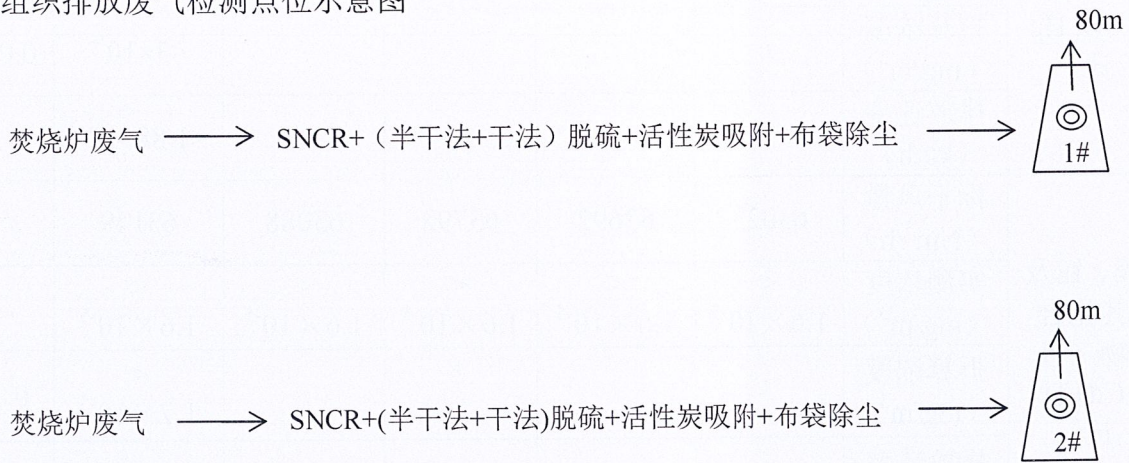 组织排放废气检测点位示意图
80m
焚烧炉废气 SNCR+（半干法+干法）脱硫+活性炭吸附+布袋除尘
1#
80m
焚烧炉废气 SNCR+(半干法+干法)脱硫+活性炭吸附+布袋除尘
2#